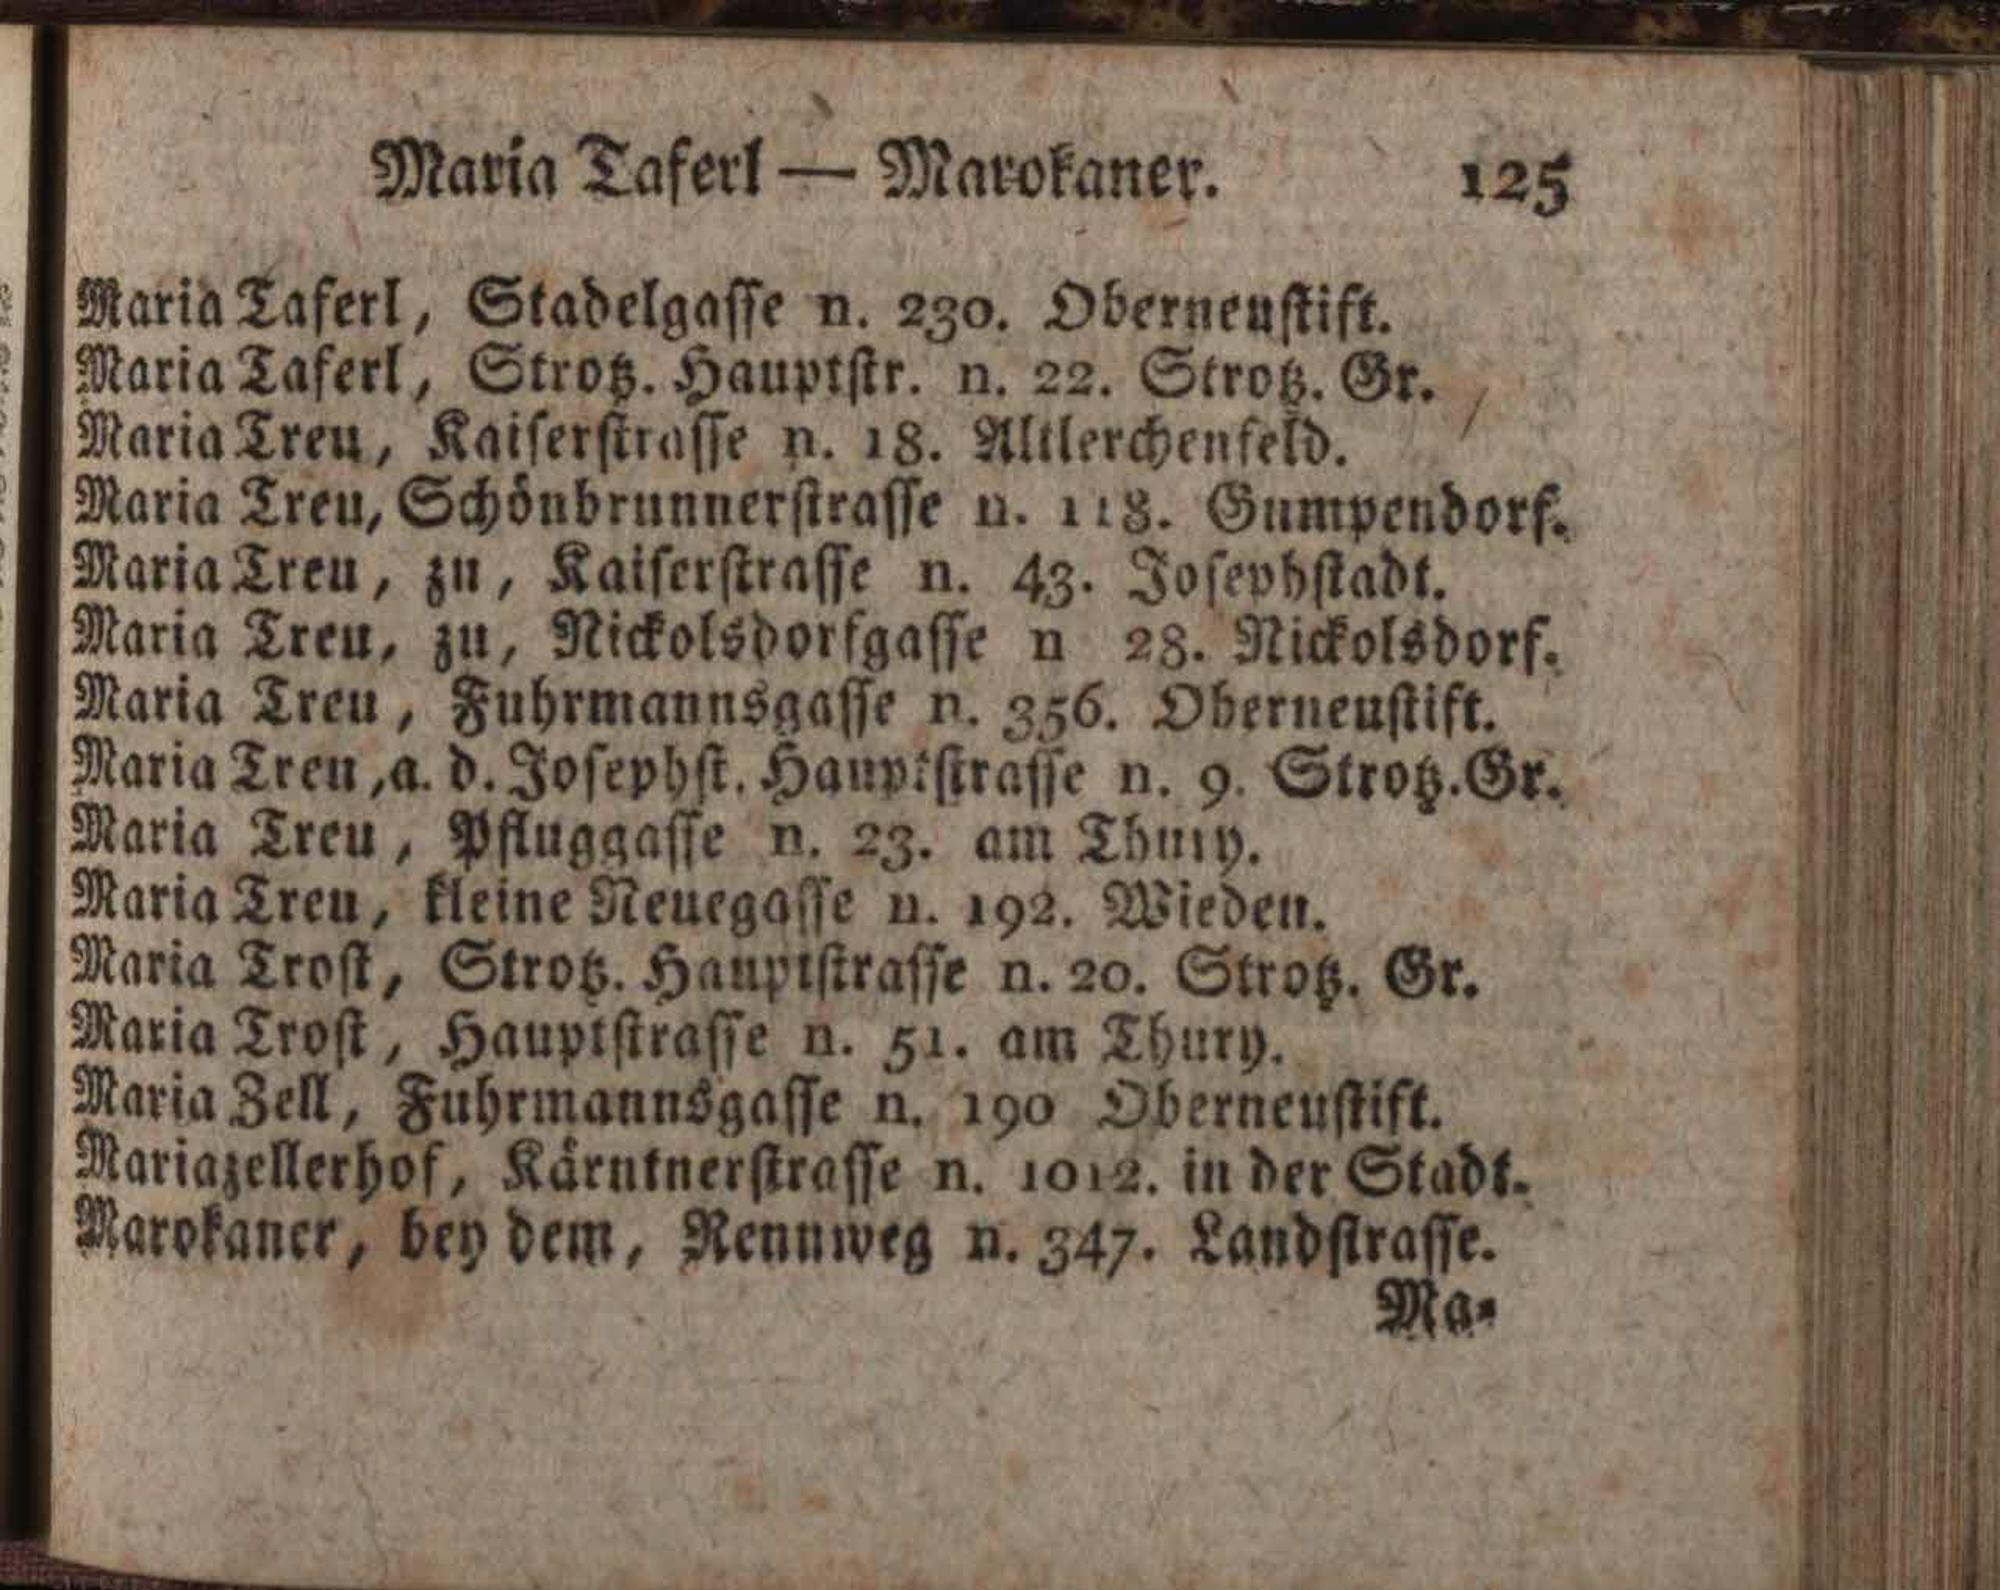 Maria Taferl — Marokaner. 125
Maria Taferl, Stadelgasse n. 230. Oberneustift.
Maria Taferl, Strotz. Hauptstr. n. 22. Strotz. Gr.
Maria Treu, Kaiserstrasse n. 18. Altlerchenfeld.
Maria Treu, Schönbrunnerstrasse n. 118. Gumpendorf.
Maria Treu, zu, Kaiserstrasse n. 43. Josephstadt.
Maria Treu, zu, Nickolsdorfgasse n 28. Nickolsdorf.
Maria Treu, Fuhrmannsgasse n. 356. Oberneustift.
Maria Treu, a. d. Josephst. Hauptstrasse n. 9. Strotz. Gr.
Maria Treu, Pfluggasse n. 23. am Thury.
Maria Treu, kleine Neuegasse n. 192. Wieden.
Maria Trost, Strotz. Hauptstrasse n. 20. Strotz. Gr.
Maria Trost, Hauptstrasse n. 51. am Thury.
Maria Zell, Fuhrmannsgasse n. 190 Oberneustift.
Mariazellerhof, Kärntnerstrasse n. 1012. in der Stadt.
Marokaner, bey dem, Rennweg n. 347. Landstrasse.
Ma-